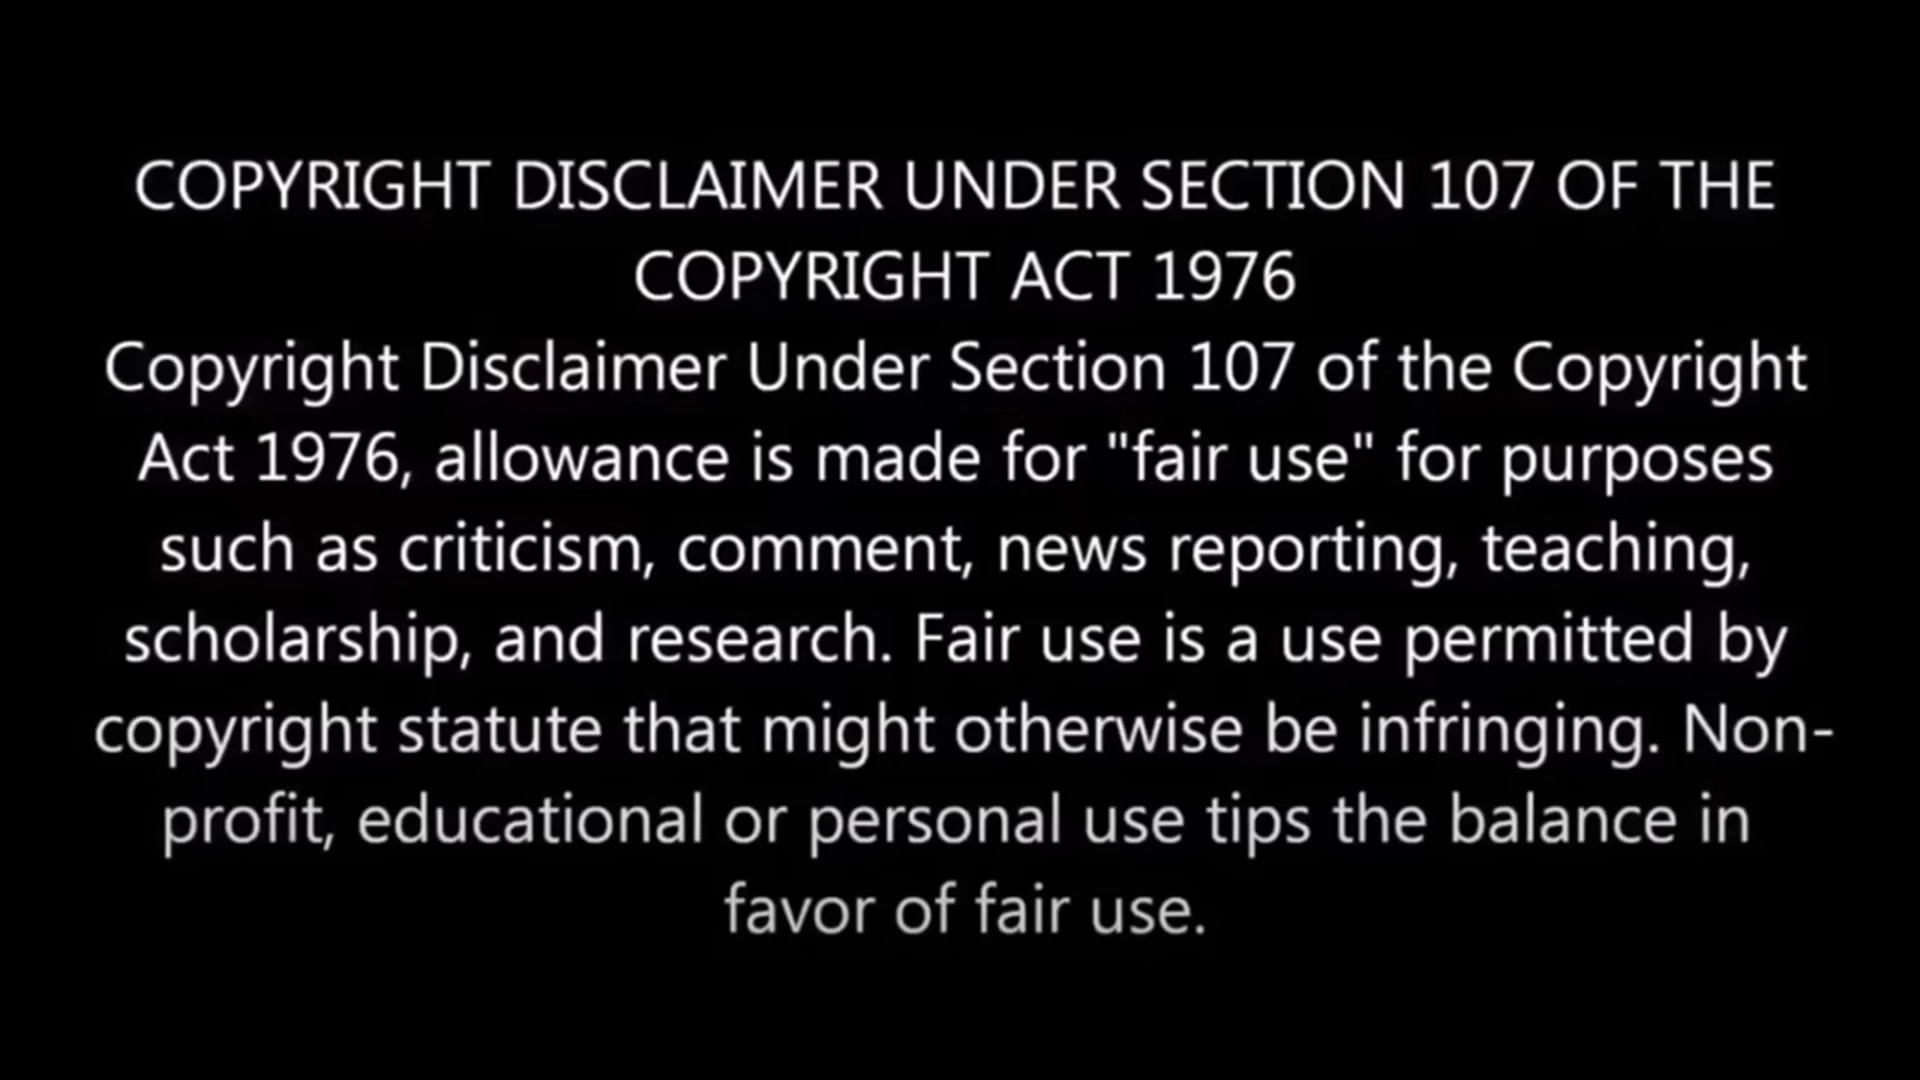 COPYRIGHT DISCLAIMER UNDER SECTION 107 OF THE
COPYRIGHT ACT 1976
Copyright Disclaimer Under Section 107 of the Copyright
Act 1976, allowance is made for "fair use" for purposes
such as criticism, comment, news reporting, teaching,
scholarship, and research. Fair use is a use permitted by
copyright statute that might otherwise be infringing. Non-
profit, educational or personal use tips the balance in
favor of fair use.